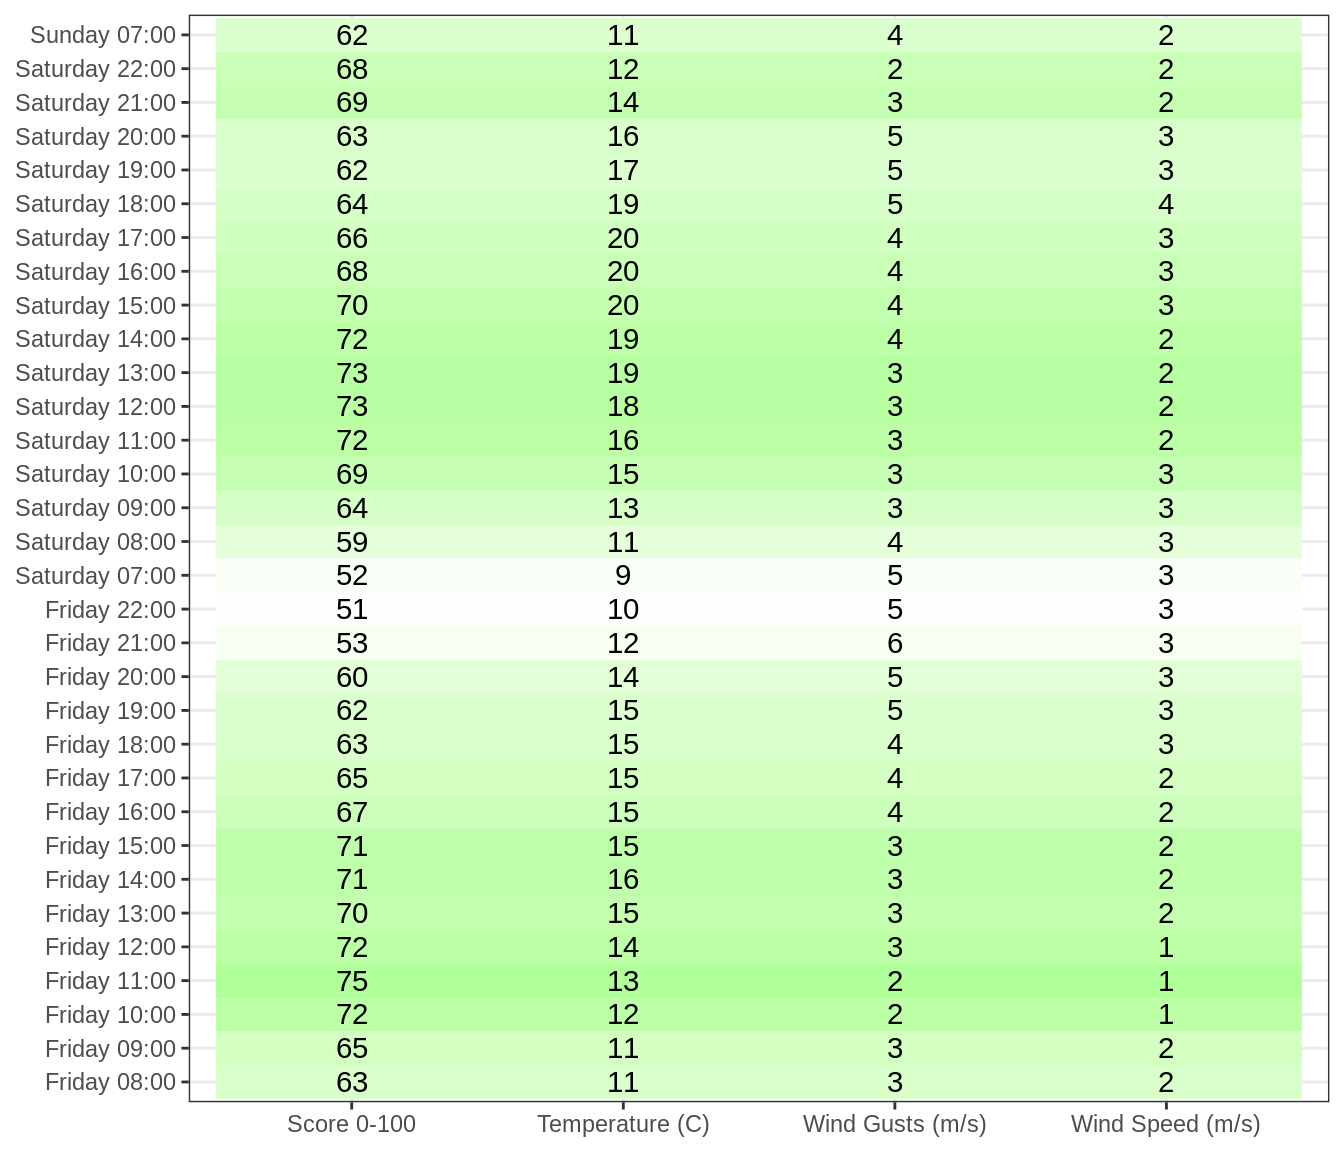 Sunday 07:00 62 11 4 2
Saturday 22:00 68 12 2 2
Saturday 21:00 69 14 3 2
Saturday 20:00 63 16 5 3
Saturday 19:00 62 17 5 3
Saturday 18:00 64 19 5 4
Saturday 17:00 66 20 4 3
Saturday 16:00 68 20 4 3
Saturday 15:00 70 20 4 3
Saturday 14:00 72 19 4 2
Saturday 13:00 73 19 3 2
Saturday 12:00 73 18 3 2
Saturday 11:00 72 16 3 2
Saturday 10:00 69 15 3 3
Saturday 09:00 64 13 3 3
Saturday 08:00 59 11 4 3
Saturday 07:00 52 9 5 3
Friday 22:00 51 10 5 3
Friday 21:00 53 12 6 3
Friday 20:00 60 14 5 3
Friday 19:00 62 15 5 3
Friday 18:00 63 15 4 3
Friday 17:00 65 15 4 2
Friday 16:00 67 15 4 2
Friday 15:00 71 15 3 2
Friday 14:00 71 16 3 2
Friday 13:00 70 15 3 2
Friday 12:00 72 14 3 1
Friday 11:00 75 13 2 1
Friday 10:00 72 12 2 1
Friday 09:00 65 11 3 2
Friday 08:00 63 11 3 2
Score 0-100 Temperature (C) Wind Gusts (m/s) Wind Speed (m/s)